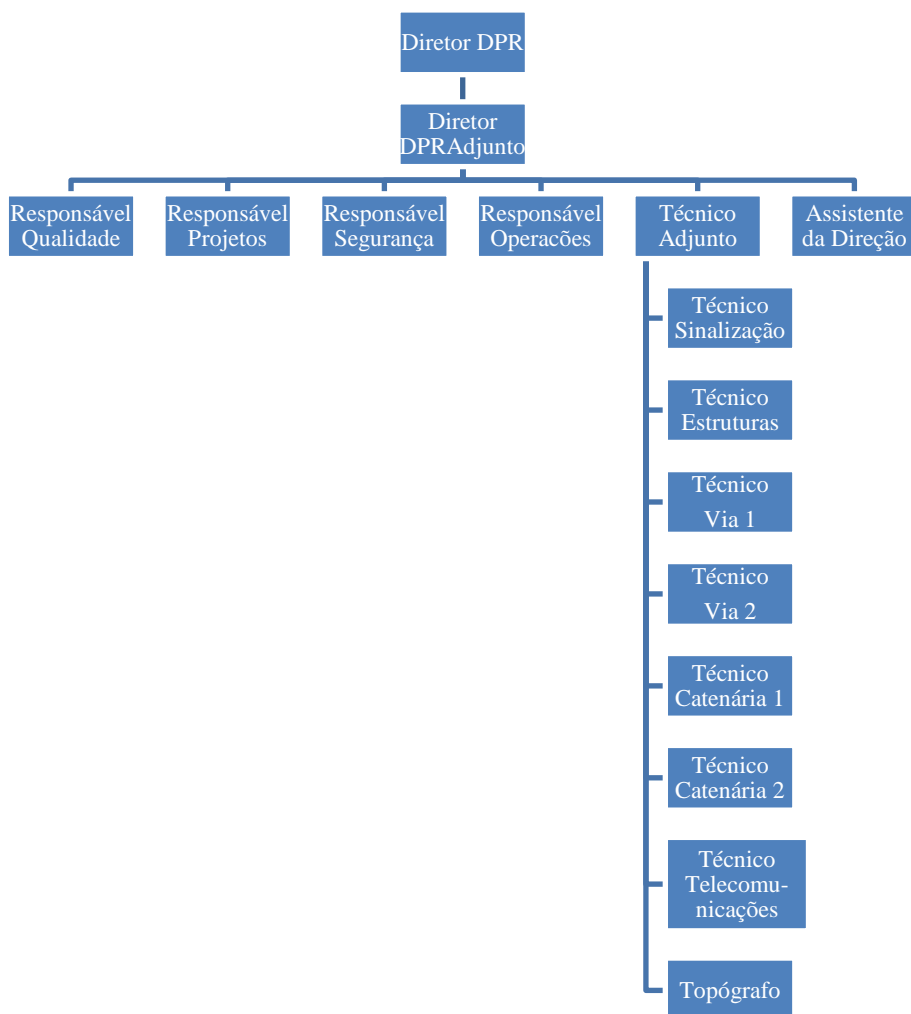 Diretor DPR
Diretor
DPRAdjunto
Responsável
Qualidade
Responsável
Projetos
Responsável
Segurança
Responsável
Operacões
Técnico
Adjunto
Assistente
da Direção
Técnico
Sinalização
Técnico
Estruturas
Técnico
Via 1
Técnico
Via 2
Técnico
Catenária 1
Técnico
Catenária 2
Técnico
Telecomu-
nicações
Topógrafo